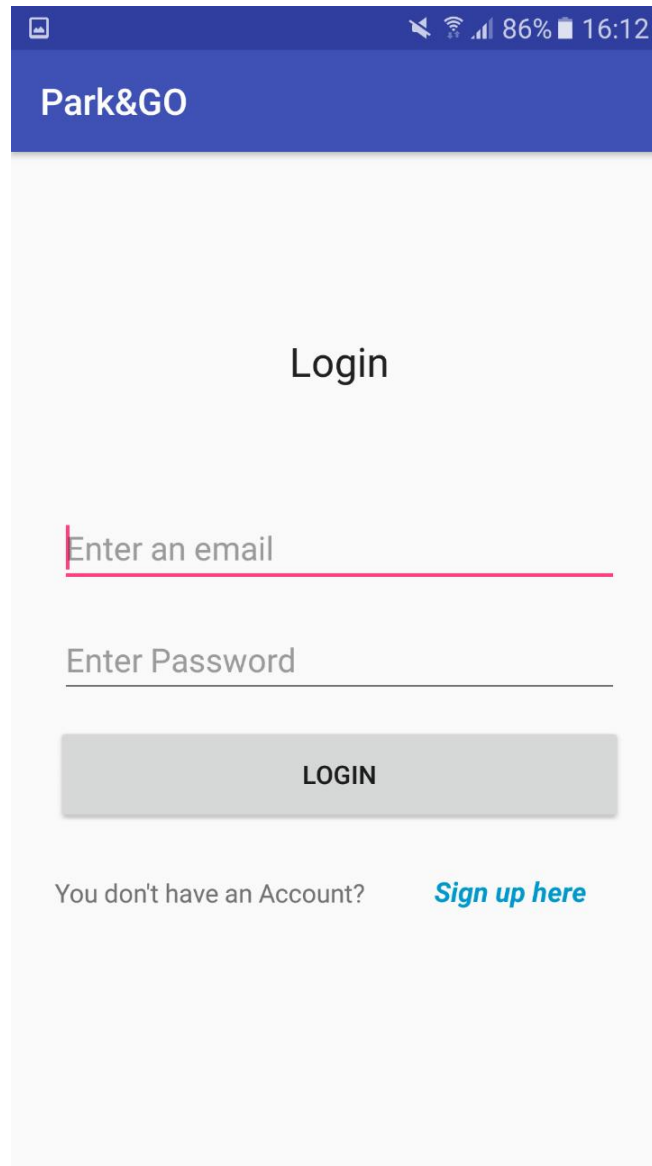 86% 16:12
Park&GO
Login
Enter an email
Enter Password
LOGIN
You don't have an Account? Sign up here